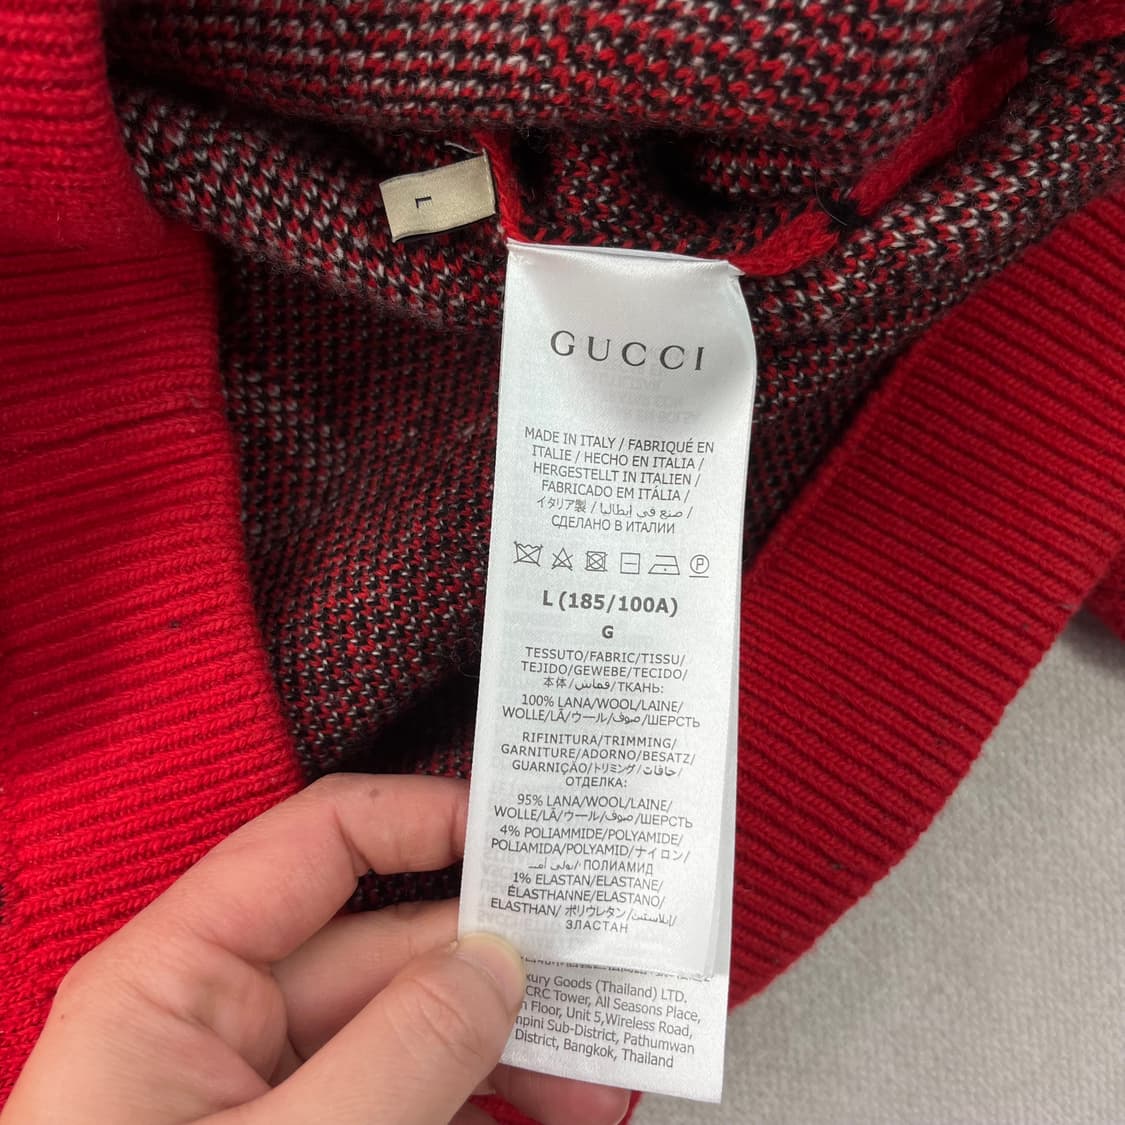 L
GUCCI
MADE IN ITALY / FABRIQUÉ EN
ITALIE / HECHO EN ITALIA /
HERGESTELLT IN ITALIEN /
FABRICADO EM ITÁLIA /
イタリア製 / صنع في إيطاليا /
СДЕЛАНО В ИТАЛИИ
P
L (185/100A)
G
TESSUTO/FABRIC/TISSU/
TEJIDO/GEWEBE/TECIDO/
本体/قماش/ТКАНЬ:
100% LANA/WOOL/LAINE/
WOLLE/LÃ/ウール/صوف/ШЕРСТЬ
RIFINITURA/TRIMMING/
GARNITURE/ADORNO/BESATZ/
GUARNIÇÃO/トリミング/حافات/
ОТДЕЛКА:
95% LANA/WOOL/LAINE/
WOLLE/LÃ/ウール/صوف/ШЕРСТЬ
4% POLIAMMIDE/POLYAMIDE/
POLIAMIDA/POLYAMID/ナイロン/
بولي أميد/ПОЛИАМИД
1% ELASTAN/ELASTANE/
ÉLASTHANNE/ELASTANO/
ELASTHAN/ ポリウレタン/إيلاستين/
ЭЛАСТАН
Goods (Thailand) LTD.
CRC Tower, All Seasons Place,
Floor, Unit 5,Wireless Road,
Sub-District, Pathumwan
District, Bangkok, Thailand